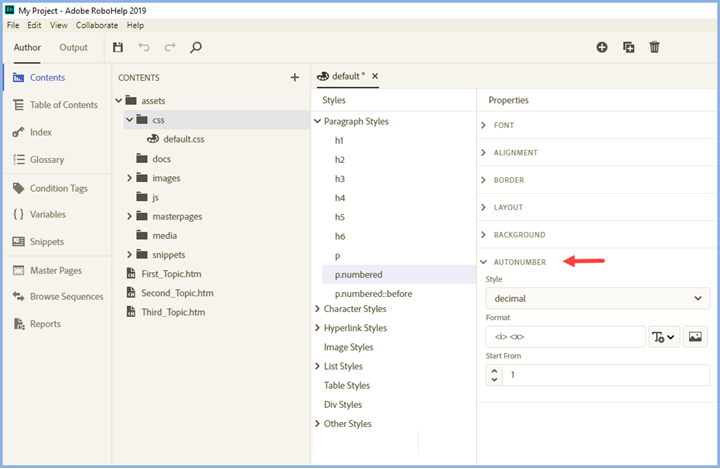 My Project - Adobe RoboHelp 2019
File Edit View Collaborate Help
Author Output
Contents
Table of Contents
Index
Glossary
Condition Tags
Variables
Snippets
Master Pages
Browse Sequences
Reports
CONTENTS
assets
css
default.css
docs
images
js
masterpages
media
snippets
First_Topic.htm
Second_Topic.htm
Third_Topic.htm
default *
Styles
Paragraph Styles
h1
h2
h3
h4
h5
h6
p
p.numbered
p.numbered::before
Character Styles
Hyperlink Styles
Image Styles
List Styles
Table Styles
Div Styles
Other Styles
Properties
FONT
ALIGNMENT
BORDER
LAYOUT
BACKGROUND
AUTONUMBER
Style
decimal
Format
<i> <x>
Start From
1